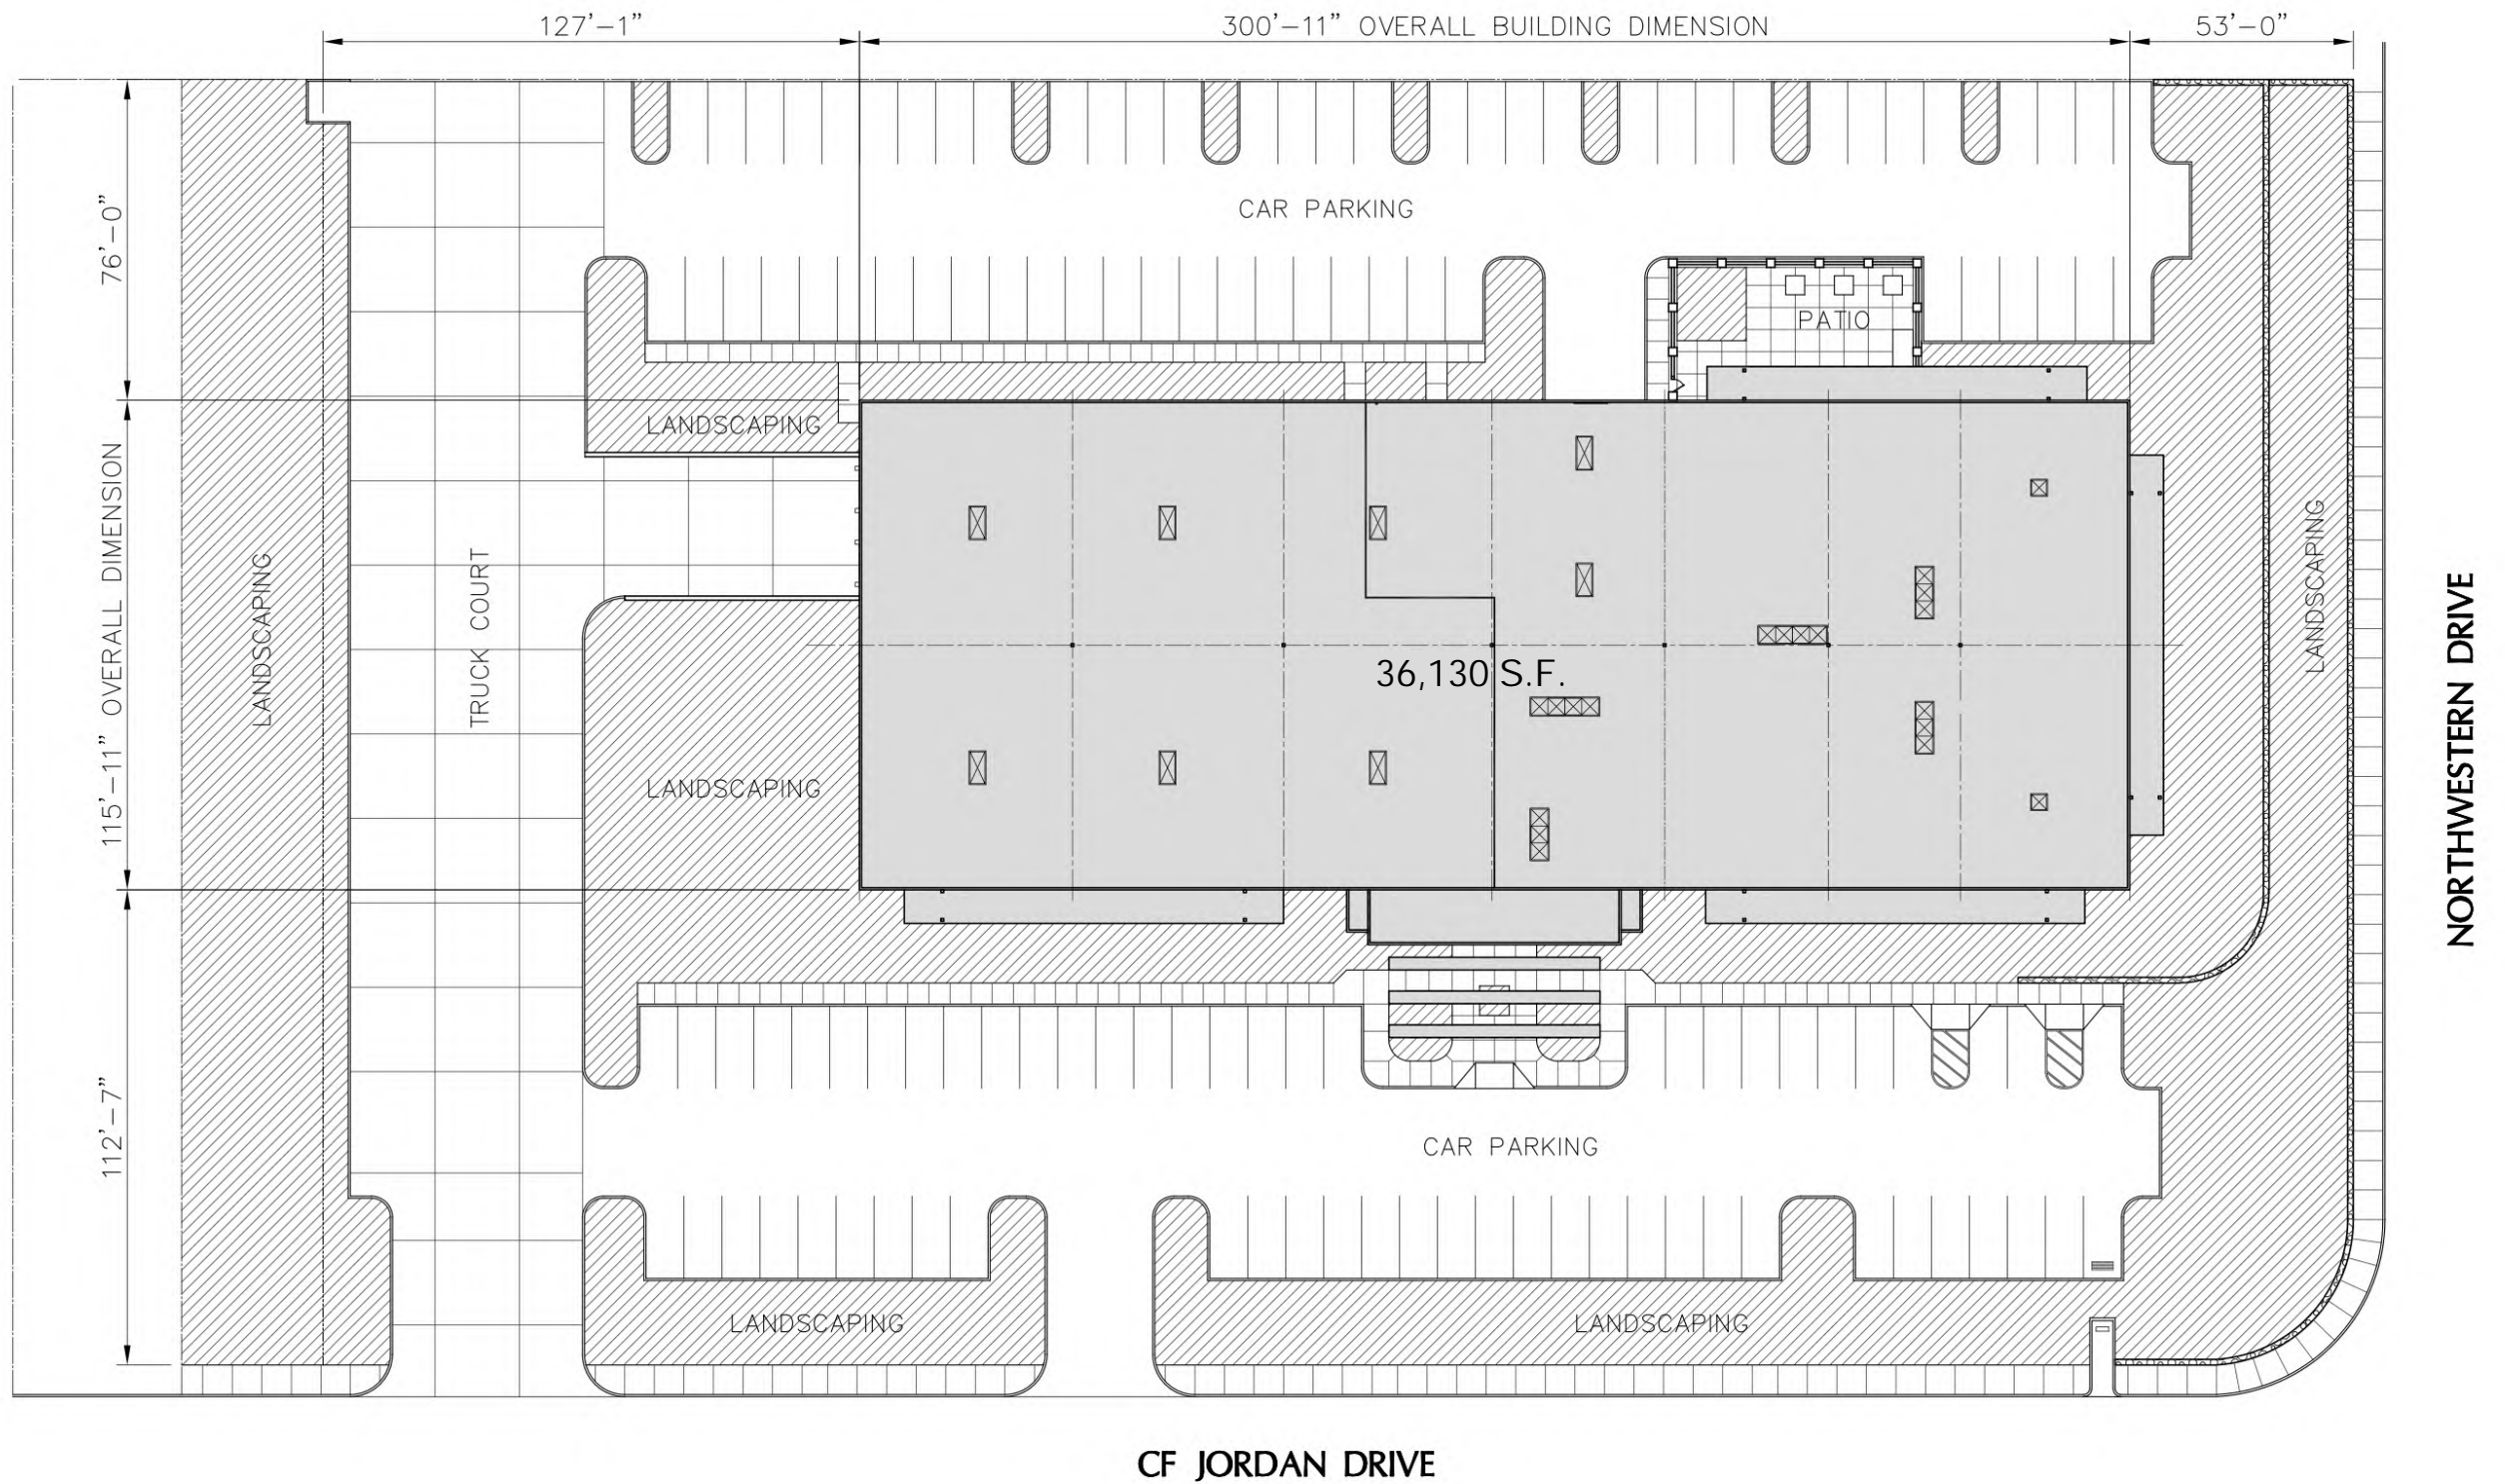 127'-1"
300'-11" OVERALL BUILDING DIMENSION
53'-0"
76'-0"
CAR PARKING
PATIO
LANDSCAPING
115'-11" OVERALL DIMENSION
LANDSCAPING
TRUCK COURT
36,130 S.F.
LANDSCAPING
LANDSCAPING
NORTHWESTERN DRIVE
112'-7"
CAR PARKING
LANDSCAPING
LANDSCAPING
CF JORDAN DRIVE